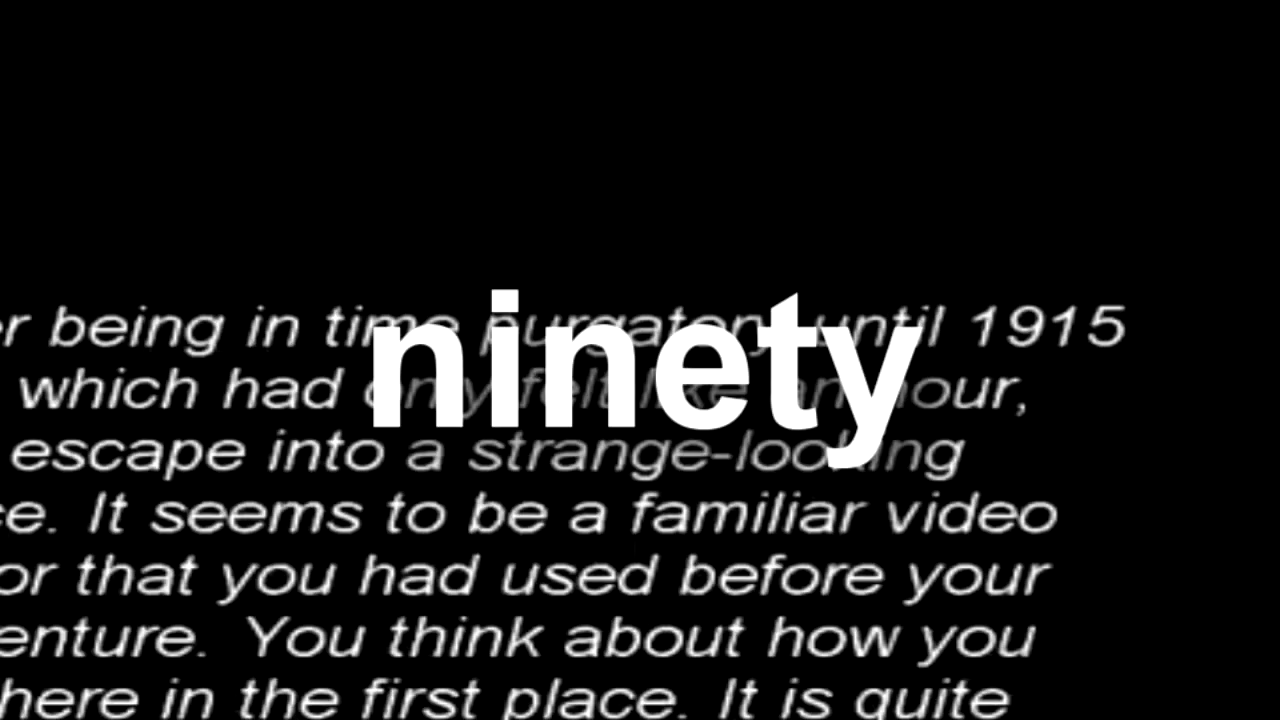 er being in time purgatory until 1915
ninety
which had only felt like an hour,
escape into a strange-looking
ce. It seems to be a familiar video
or that you had used before your
enture. You think about how you
here in the first place. It is quite